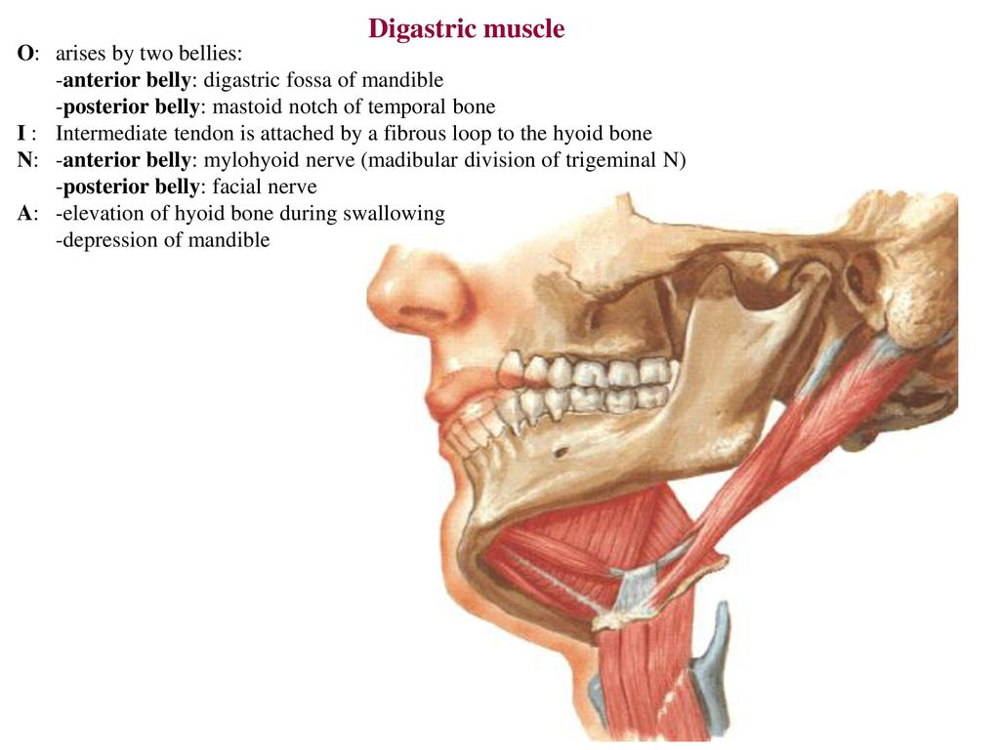 Digastric muscle
O: arises by two bellies:
-anterior belly: digastric fossa of mandible
-posterior belly: mastoid notch of temporal bone
I : Intermediate tendon is attached by a fibrous loop to the hyoid bone
N: -anterior belly: mylohyoid nerve (madibular division of trigeminal N)
-posterior belly: facial nerve
A: -elevation of hyoid bone during swallowing
-depression of mandible